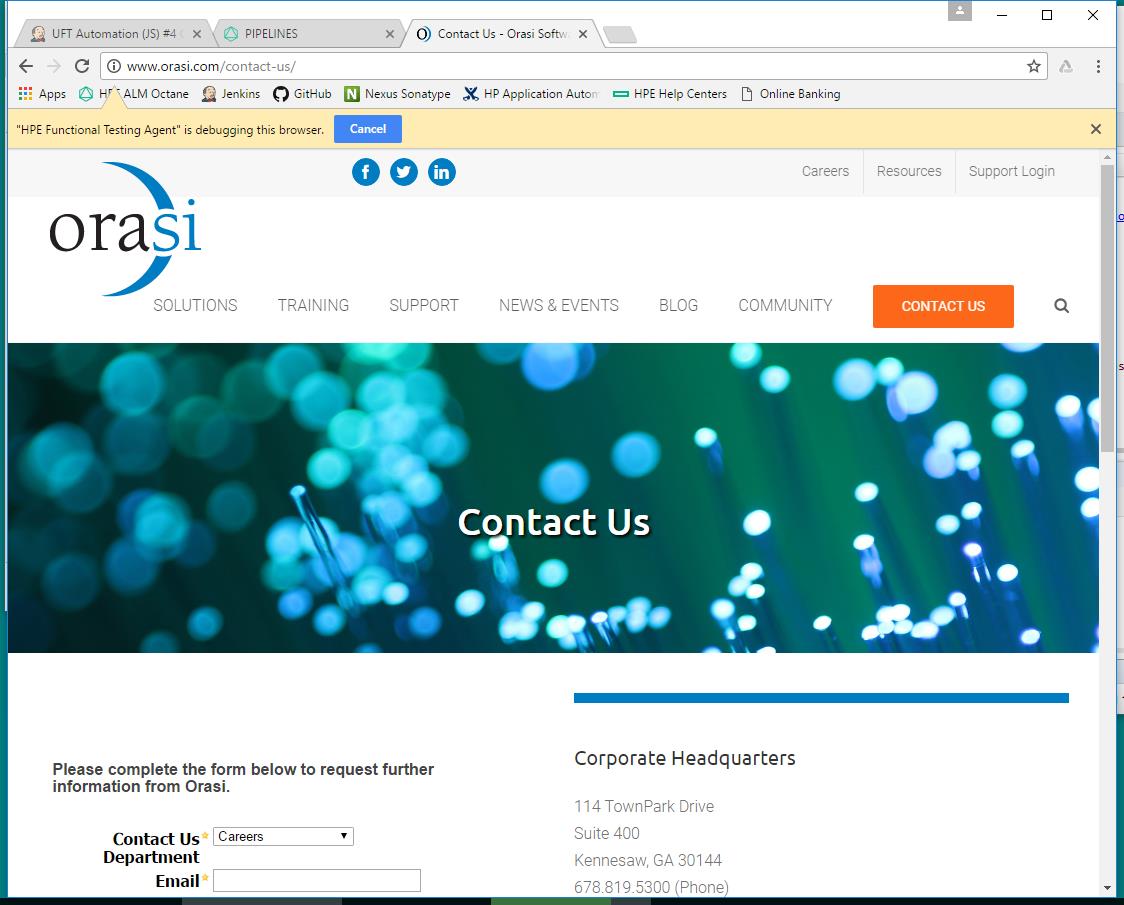 UFT Automation (JS) #4
PIPELINES
Contact Us - Orasi Softw
www.orasi.com/contact-us/
Apps
HPE ALM Octane
Jenkins
GitHub
Nexus Sonatype
HP Application Autom
HPE Help Centers
Online Banking
"HPE Functional Testing Agent" is debugging this browser.
Cancel
Careers
Resources
Support Login
orasi
SOLUTIONS
TRAINING
SUPPORT
NEWS & EVENTS
BLOG
COMMUNITY
CONTACT US
Contact Us
Please complete the form below to request further
information from Orasi.
Contact Us
Department
Careers
Email
Corporate Headquarters
114 TownPark Drive
Suite 400
Kennesaw, GA 30144
678.819.5300 (Phone)